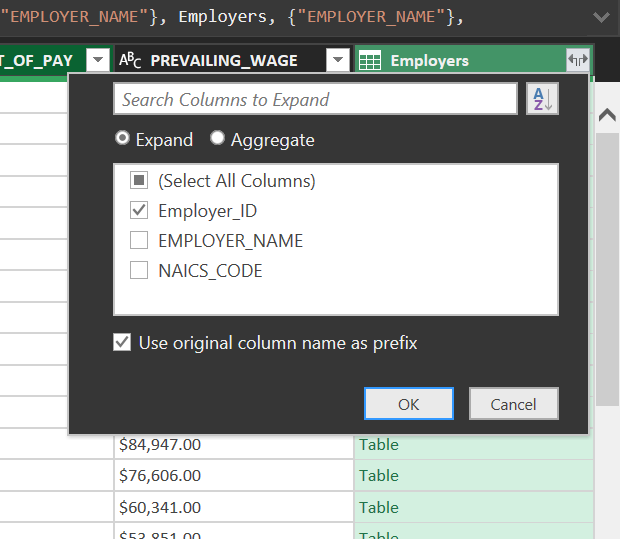 "EMPLOYER_NAME"}, Employers, {"EMPLOYER_NAME"},
T_OF_PAY ABC PREVAILING_WAGE Employers
Search Columns to Expand AZ
Expand Aggregate
(Select All Columns)
Employer_ID
EMPLOYER_NAME
NAICS_CODE
Use original column name as prefix
OK Cancel
$84,947.00 Table
$76,606.00 Table
$60,341.00 Table
$53,851.00 Table